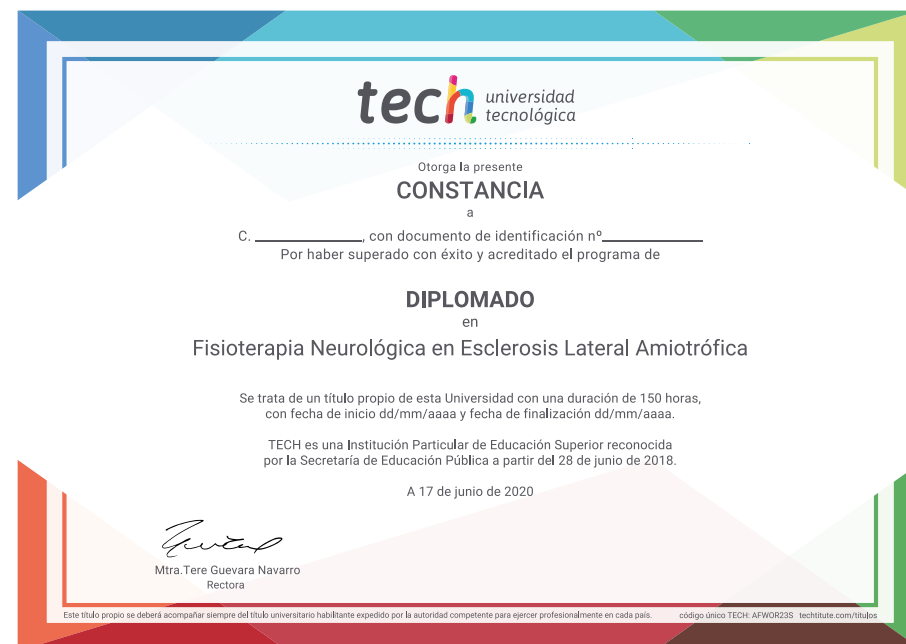 tech universidad
tecnológica
Otorga la presente
CONSTANCIA
a
C. ____________, con documento de identificación nº____________
Por haber superado con éxito y acreditado el programa de
DIPLOMADO
en
Fisioterapia Neurológica en Esclerosis Lateral Amiotrófica
Se trata de un título propio de esta Universidad con una duración de 150 horas,
con fecha de inicio dd/mm/aaaa y fecha de finalización dd/mm/aaaa.
TECH es una Institución Particular de Educación Superior reconocida
por la Secretaría de Educación Pública a partir del 28 de junio de 2018.
A 17 de junio de 2020
Mtra.Tere Guevara Navarro
Rectora
Este título propio se deberá acompañar siempre del título universitario habilitante expedido por la autoridad competente para ejercer profesionalmente en cada país. código único TECH: AFWOR23S techtitute.com/titulos